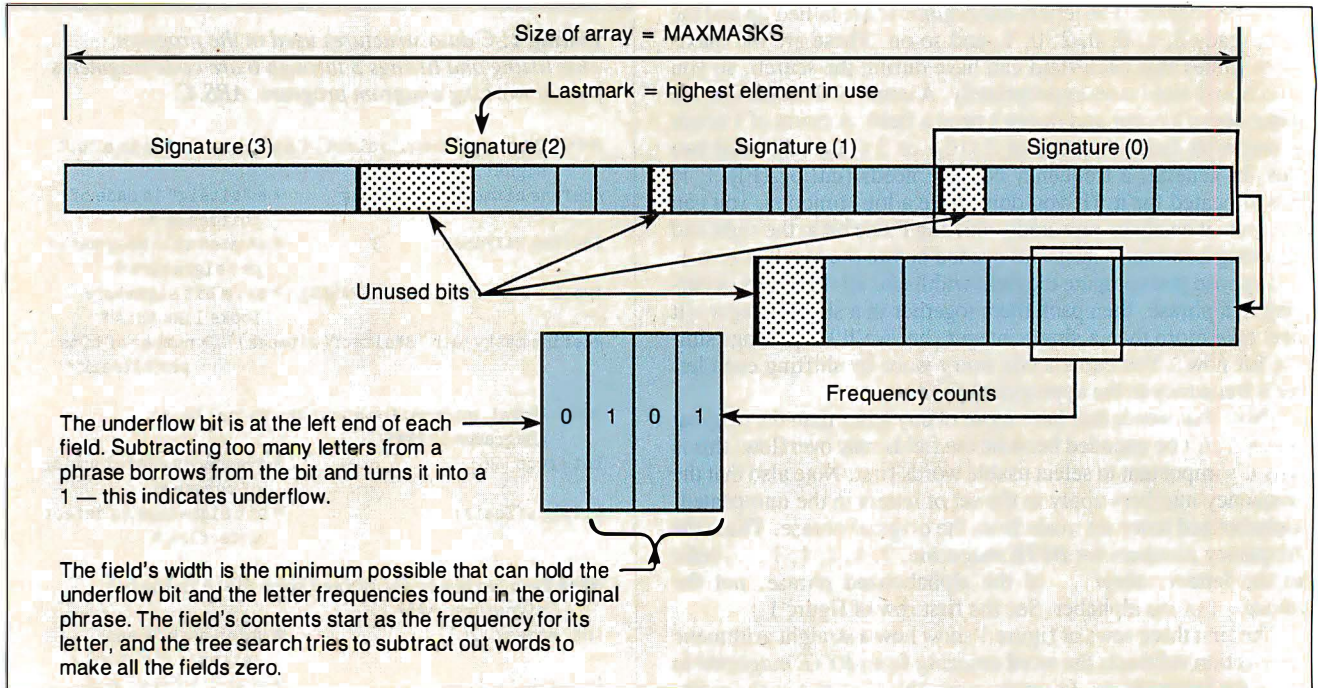 Size of array = MAXMASKS
Lastmark = highest element in use
Signature (3)
Signature (2)
Signature (1)
Signature (0)
Unused bits
Frequency counts
0 1 0 1
The underflow bit is at the left end of each
field. Subtracting too many letters from a
phrase borrows from the bit and turns it into a
1 — this indicates underflow.
The field's width is the minimum possible that can hold the
underflow bit and the letter frequencies found in the original
phrase. The field's contents start as the frequency for its
letter, and the tree search tries to subtract out words to
make all the fields zero.